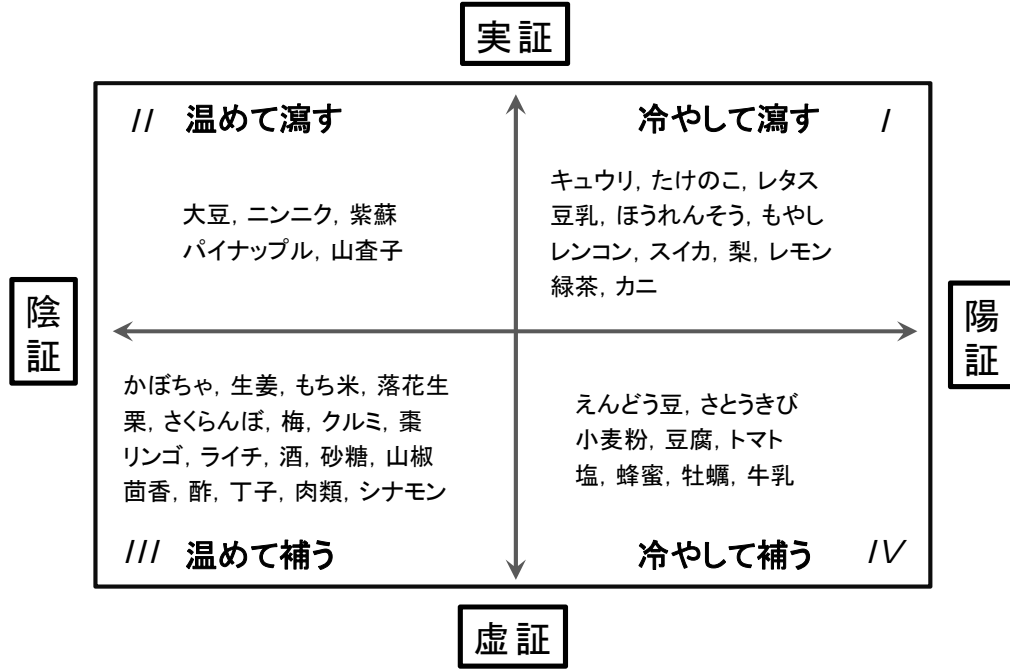 実証
II 温めて瀉す
冷やして瀉す I
大豆, ニンニク, 紫蘇
パイナップル, 山査子
キュウリ, たけのこ, レタス
豆乳, ほうれんそう, もやし
レンコン, スイカ, 梨, レモン
緑茶, カニ
陰証
陽証
かぼちゃ, 生姜, もち米, 落花生
栗, さくらんぼ, 梅, クルミ, 棗
リンゴ, ライチ, 酒, 砂糖, 山椒
茴香, 酢, 丁子, 肉類, シナモン
えんどう豆, さとうきび
小麦粉, 豆腐, トマト
塩, 蜂蜜, 牡蠣, 牛乳
III 温めて補う
冷やして補う IV
虚証